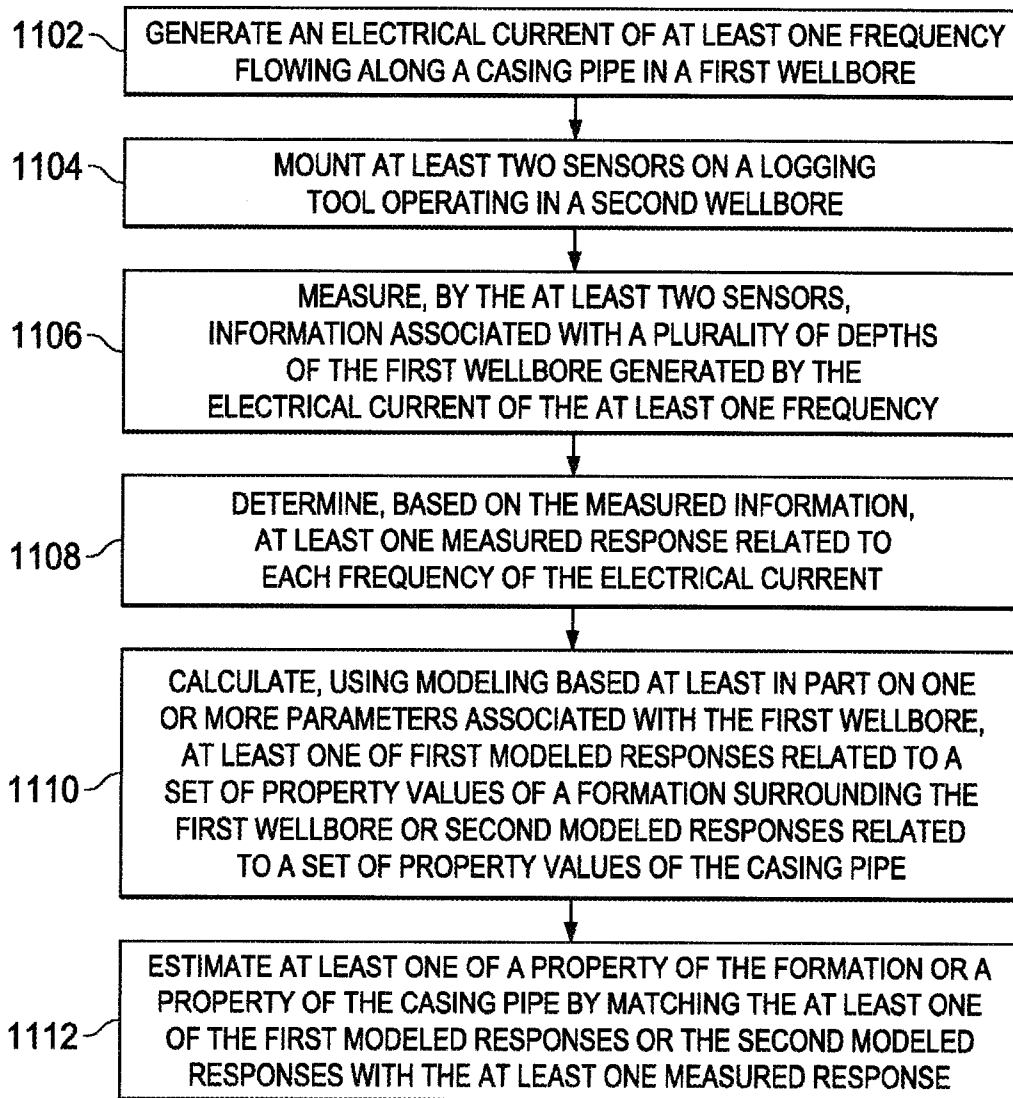 1102
GENERATE AN ELECTRICAL CURRENT OF AT LEAST ONE FREQUENCY
FLOWING ALONG A CASING PIPE IN A FIRST WELLBORE
1104
MOUNT AT LEAST TWO SENSORS ON A LOGGING
TOOL OPERATING IN A SECOND WELLBORE
1106
MEASURE, BY THE AT LEAST TWO SENSORS,
INFORMATION ASSOCIATED WITH A PLURALITY OF DEPTHS
OF THE FIRST WELLBORE GENERATED BY THE
ELECTRICAL CURRENT OF THE AT LEAST ONE FREQUENCY
1108
DETERMINE, BASED ON THE MEASURED INFORMATION,
AT LEAST ONE MEASURED RESPONSE RELATED TO
EACH FREQUENCY OF THE ELECTRICAL CURRENT
1110
CALCULATE, USING MODELING BASED AT LEAST IN PART ON ONE
OR MORE PARAMETERS ASSOCIATED WITH THE FIRST WELLBORE,
AT LEAST ONE OF FIRST MODELED RESPONSES RELATED TO A
SET OF PROPERTY VALUES OF A FORMATION SURROUNDING THE
FIRST WELLBORE OR SECOND MODELED RESPONSES RELATED
TO A SET OF PROPERTY VALUES OF THE CASING PIPE
1112
ESTIMATE AT LEAST ONE OF A PROPERTY OF THE FORMATION OR A
PROPERTY OF THE CASING PIPE BY MATCHING THE AT LEAST ONE
OF THE FIRST MODELED RESPONSES OR THE SECOND MODELED
RESPONSES WITH THE AT LEAST ONE MEASURED RESPONSE